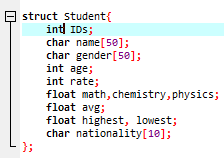 struct Student{
int IDs;
char name[50];
char gender[50];
int age;
int rate;
float math,chemistry,physics;
float avg;
float highest, lowest;
char nationality[10];
};